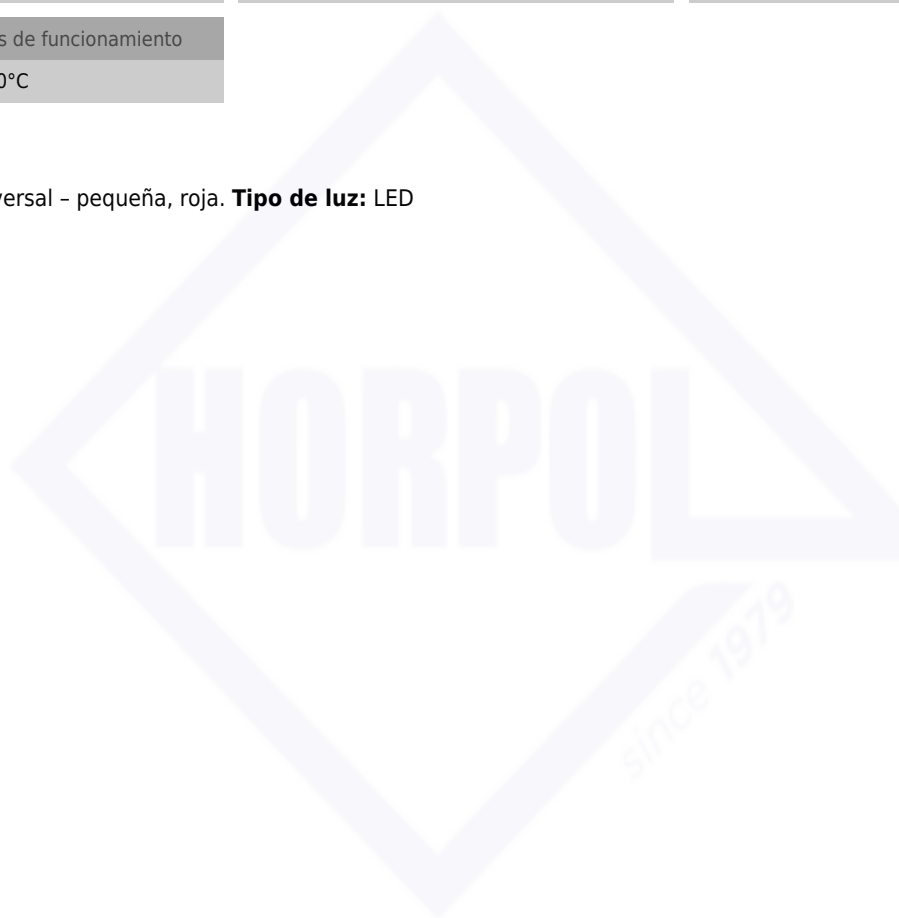 s de funcionamiento
0°C
versal – pequeña, roja. Tipo de luz: LED
HORPOL
since 1979